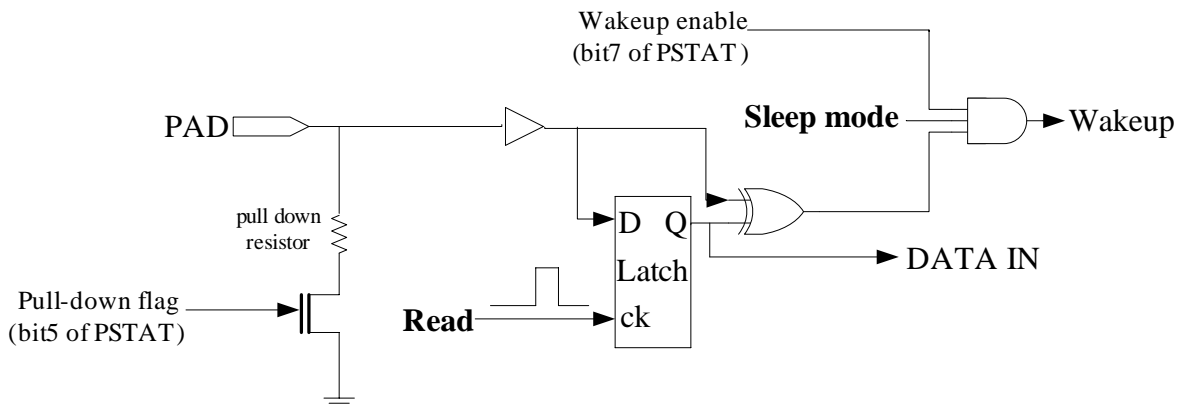 Wakeup enable
(bit7 of PSTAT)
PAD
Sleep mode
Wakeup
pull down
resistor
D Q
Latch
DATA IN
Pull-down flag
(bit5 of PSTAT)
Read
ck